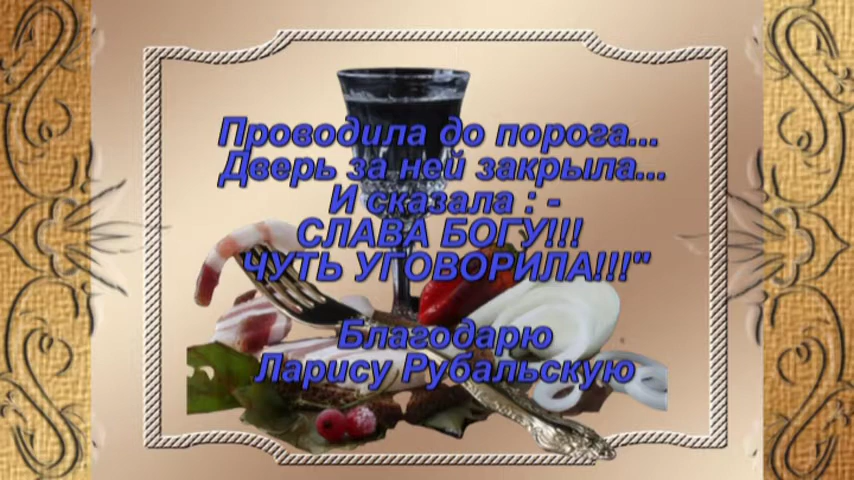 Проводила до порога...
Дверь за ней закрыла...
И сказала : -
СЛАВА БОГУ!!!
ЧУТЬ УГОВОРИЛА!!!"
Благодарю
Ларису Рубальскую